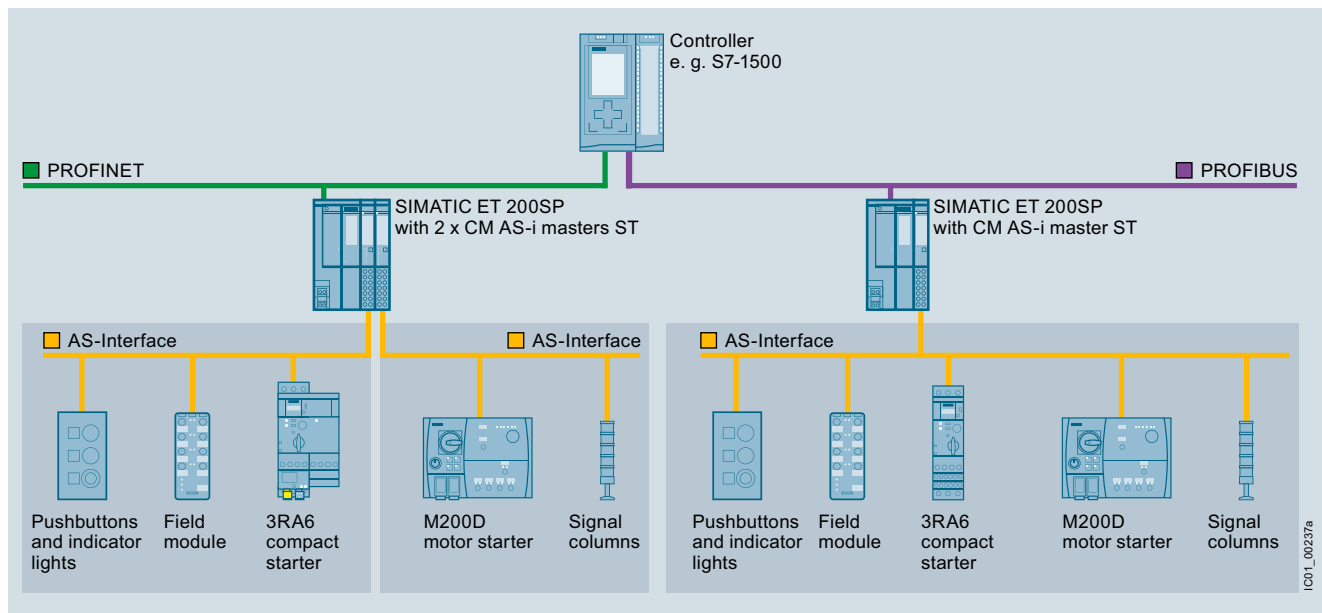 Controller
e. g. S7-1500
PROFINET
PROFIBUS
SIMATIC ET 200SP
with 2 x CM AS-i masters ST
SIMATIC ET 200SP
with CM AS-i master ST
AS-Interface
AS-Interface
AS-Interface
Pushbuttons
and indicator
lights
Field
module
3RA6
compact
starter
M200D
motor starter
Signal
columns
Pushbuttons
and indicator
lights
Field
module
3RA6
compact
starter
M200D
motor starter
Signal
columns
IC01_00237a